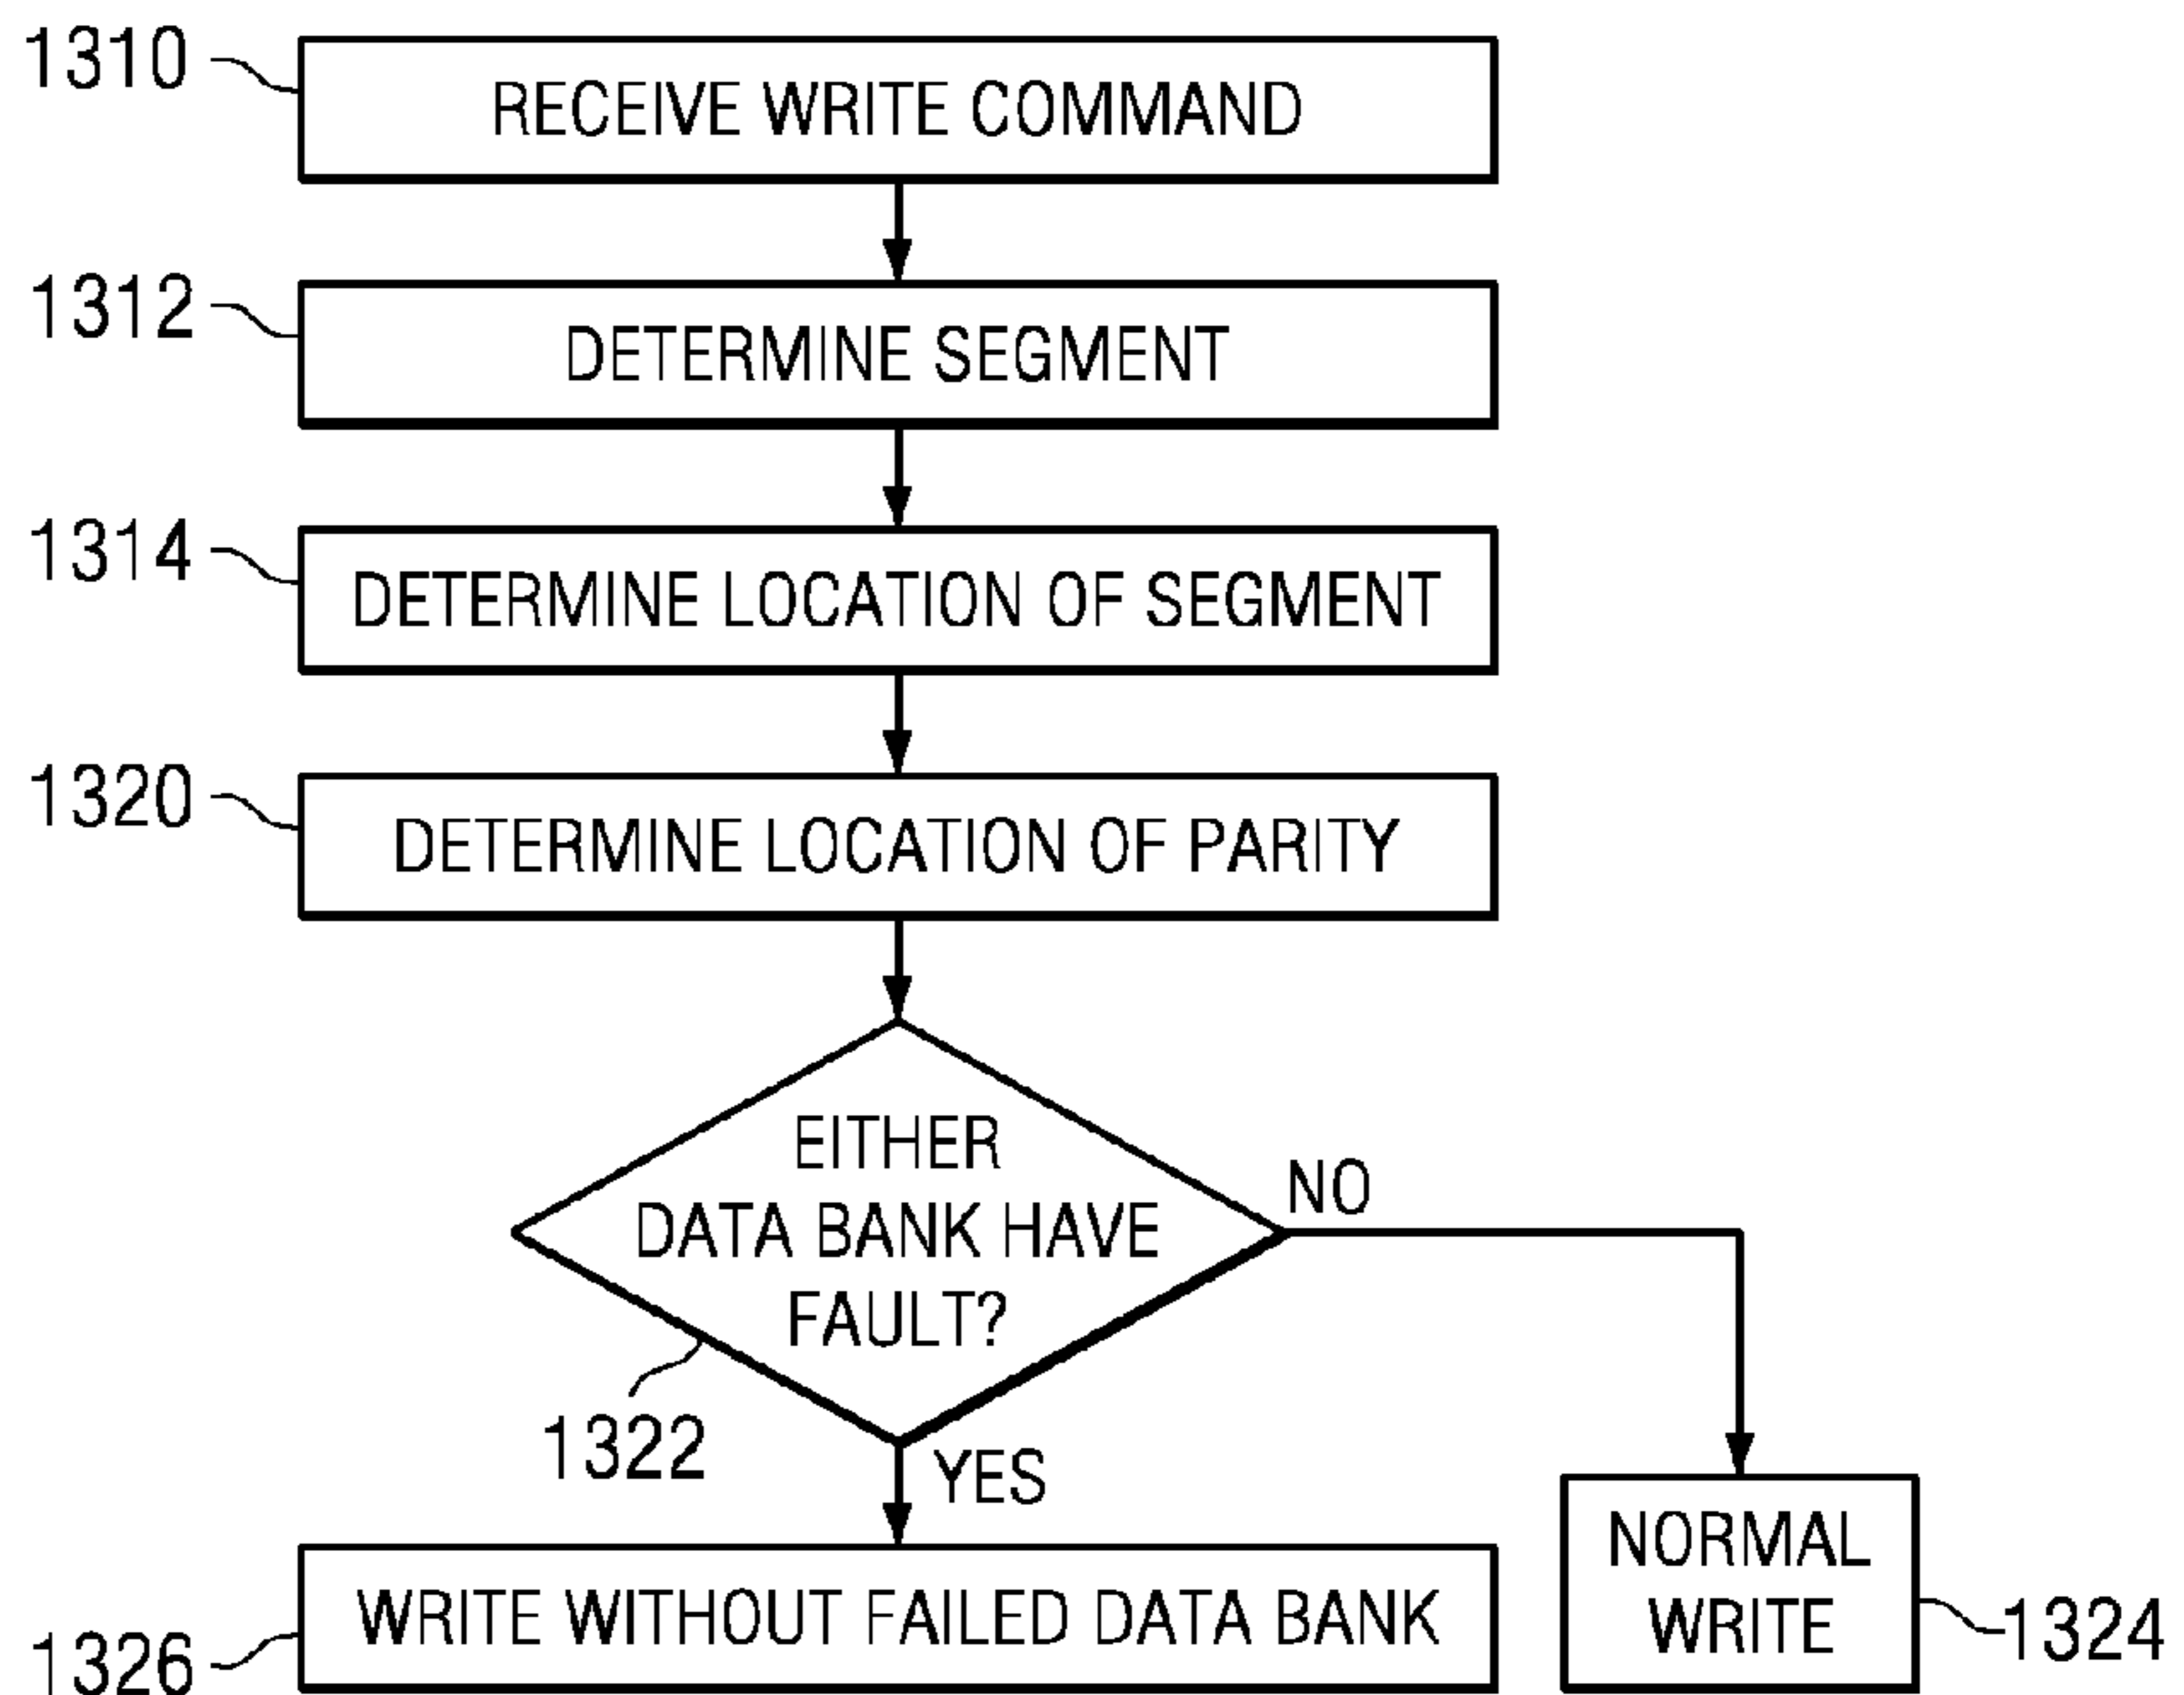 1310
RECEIVE WRITE COMMAND
1312
DETERMINE SEGMENT
1314
DETERMINE LOCATION OF SEGMENT
1320
DETERMINE LOCATION OF PARITY
EITHER
DATA BANK HAVE
FAULT?
NO
1322
YES
NORMAL
WRITE
1324
WRITE WITHOUT FAILED DATA BANK
1326